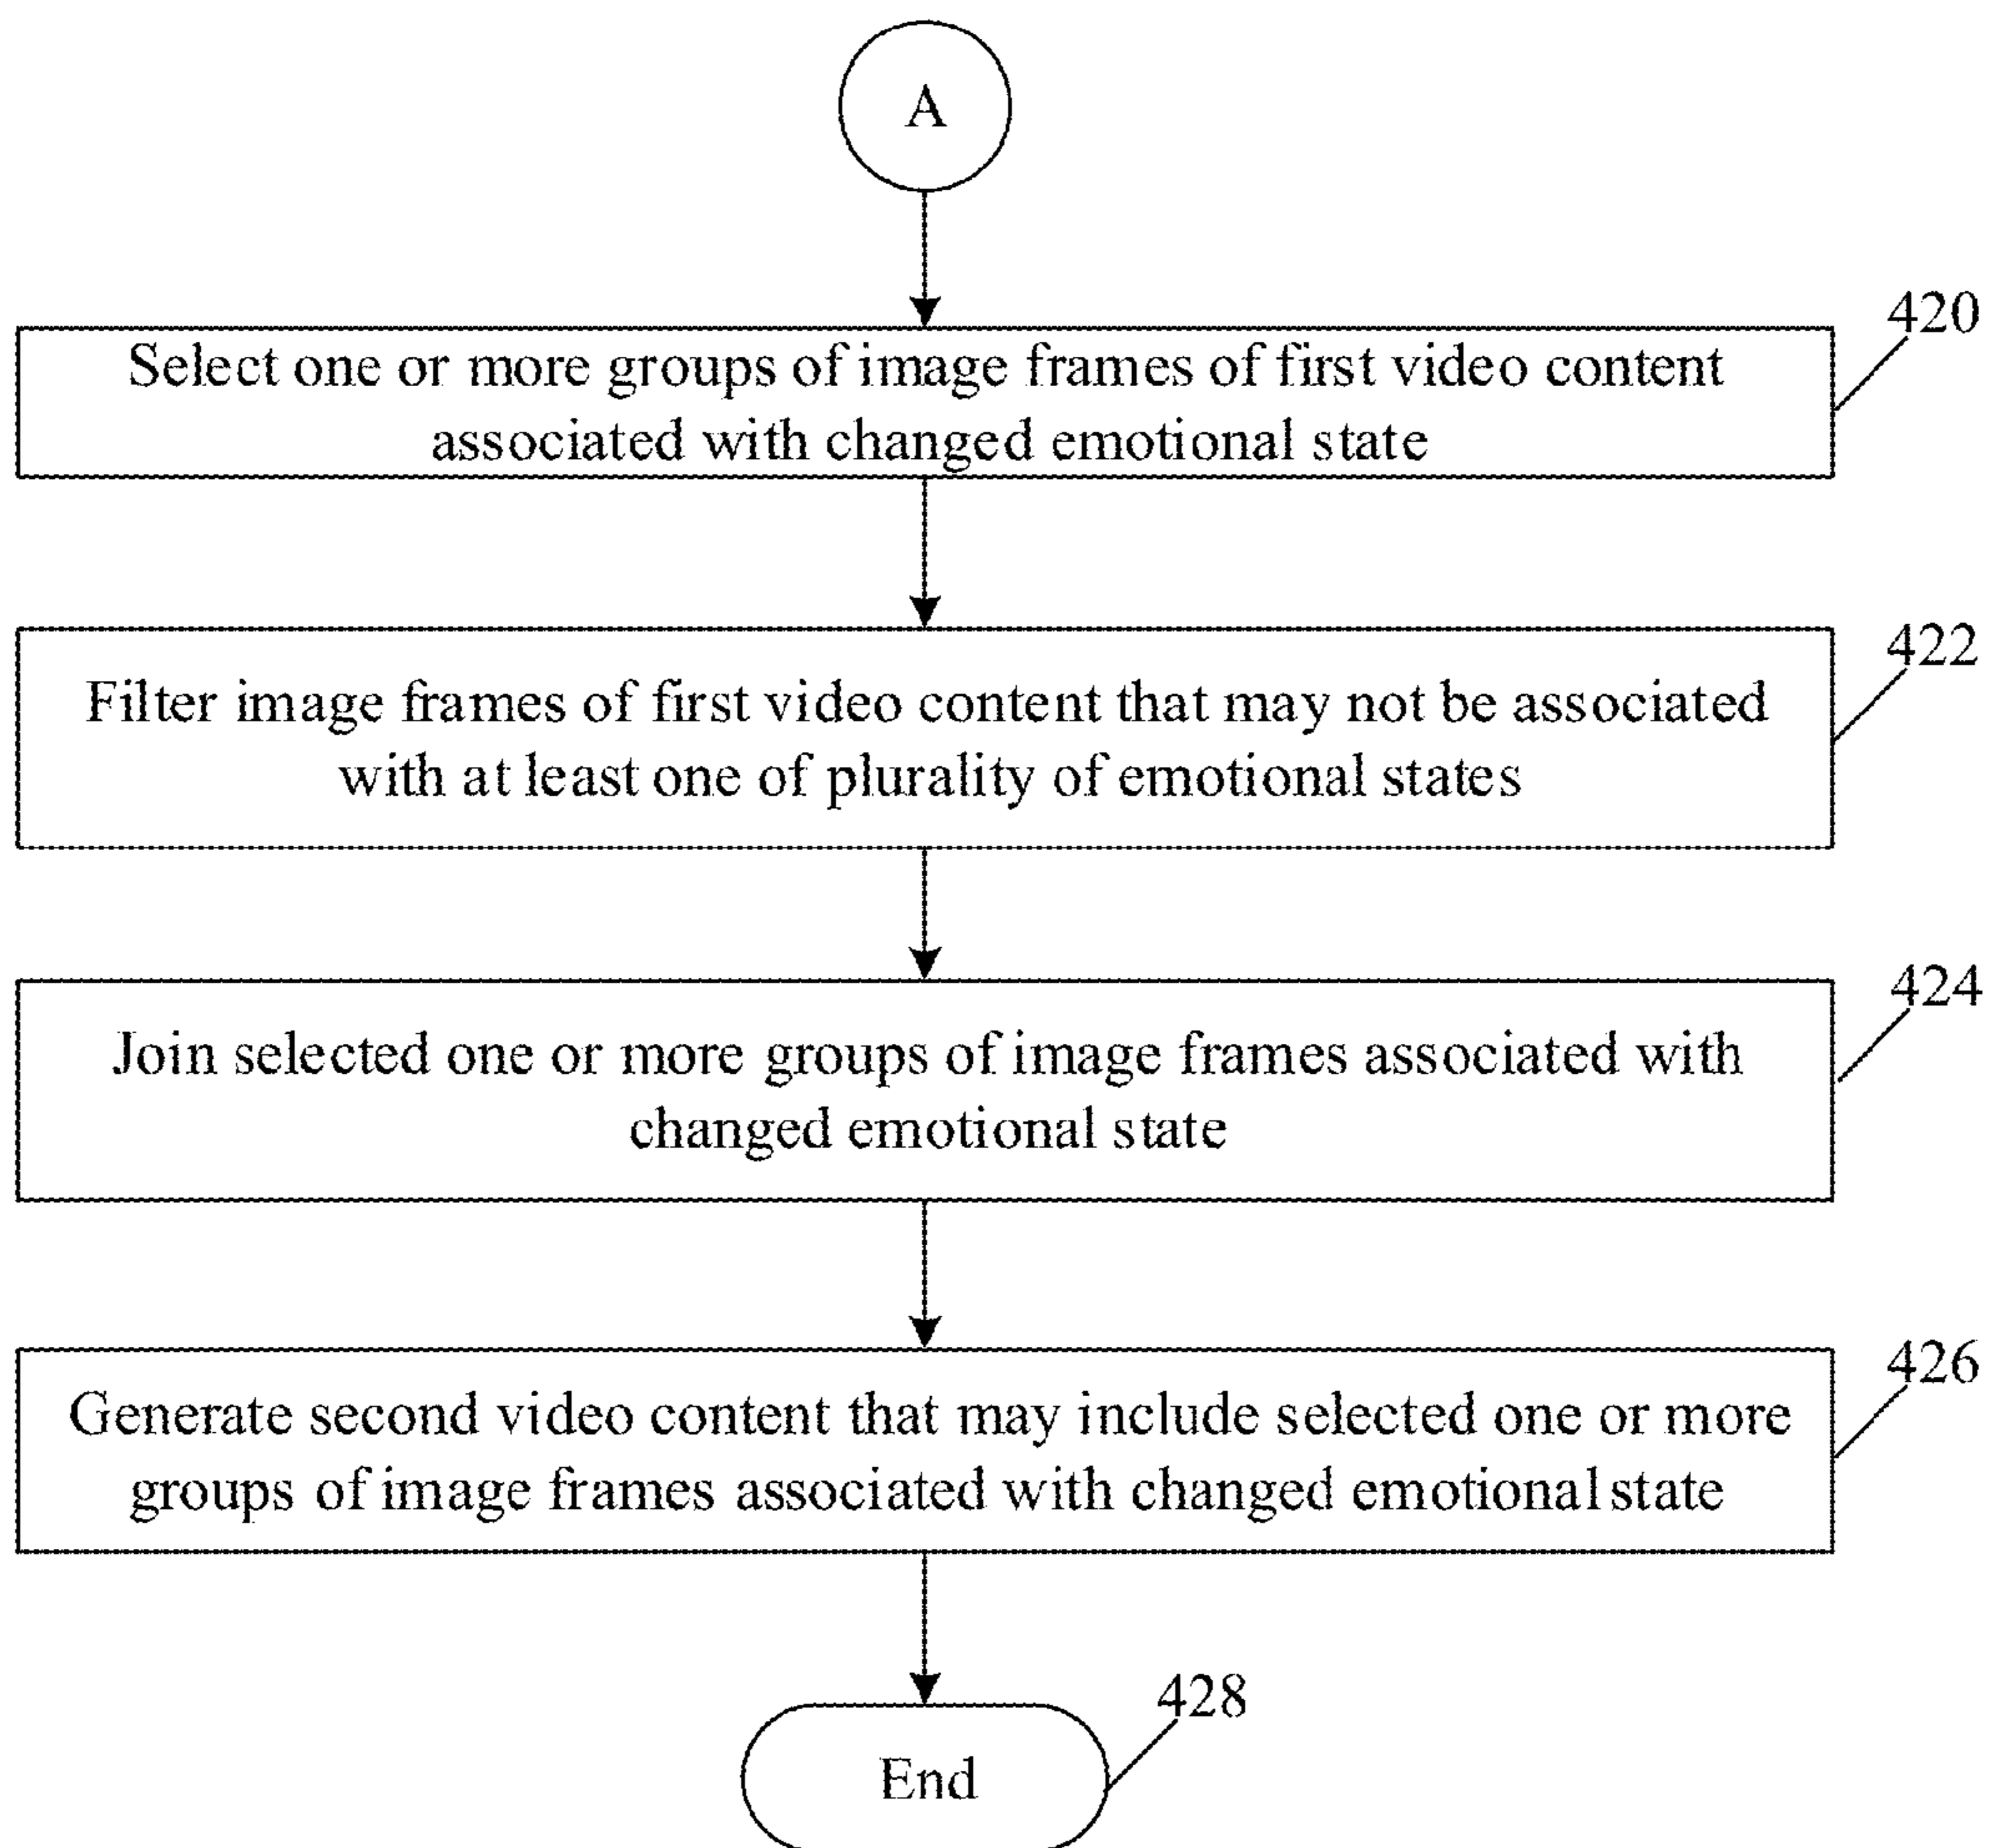 A
420
Select one or more groups of image frames of first video content
associated with changed emotional state
422
Filter image frames of first video content that may not be associated
with at least one of plurality of emotional states
424
Join selected one or more groups of image frames associated with
changed emotional state
426
Generate second video content that may include selected one or more
groups of image frames associated with changed emotional state
428
End